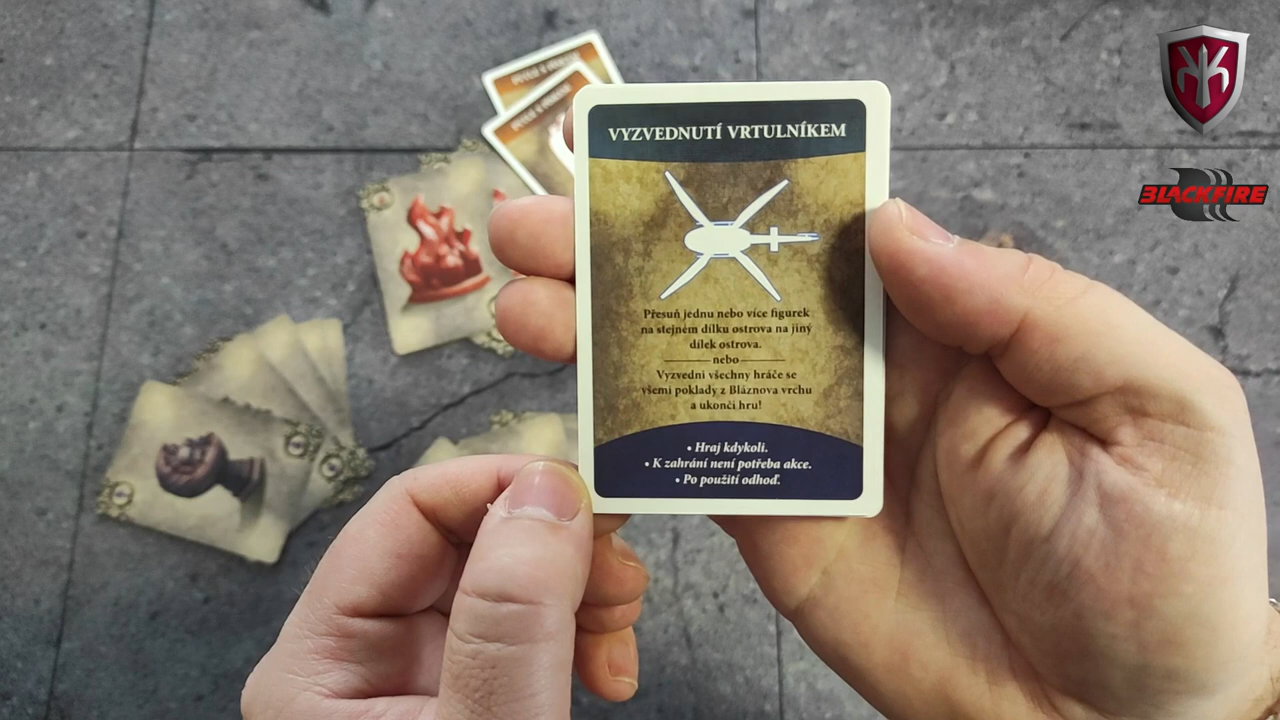 VYZVEDNUTÍ VRTULNÍKEM
Přesuň jednu nebo více figurek
na stejném dílku ostrova na jiný
dílek ostrova.
nebo
Vyzvedni všechny hráče se
všemi poklady z Bláznova vrchu
a ukonči hru!
• Hraj kdykoli.
• K zahrání není potřeba akce.
• Po použití odhoď.
BLACKFIRE